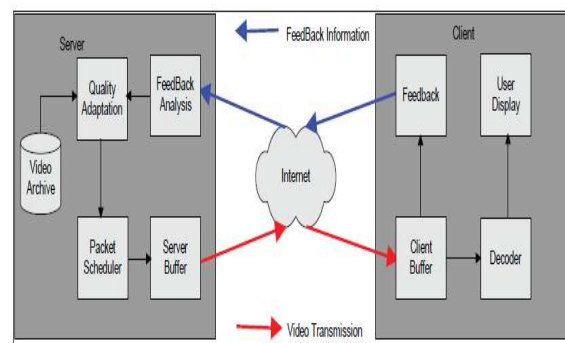 FeedBack Information
Server
Client
Quality
Adaptation
FeedBack
Analysis
Feedback
User
Display
Video
Archive
Internet
Packet
Scheduler
Server
Buffer
Client
Buffer
Decoder
Video Transmission